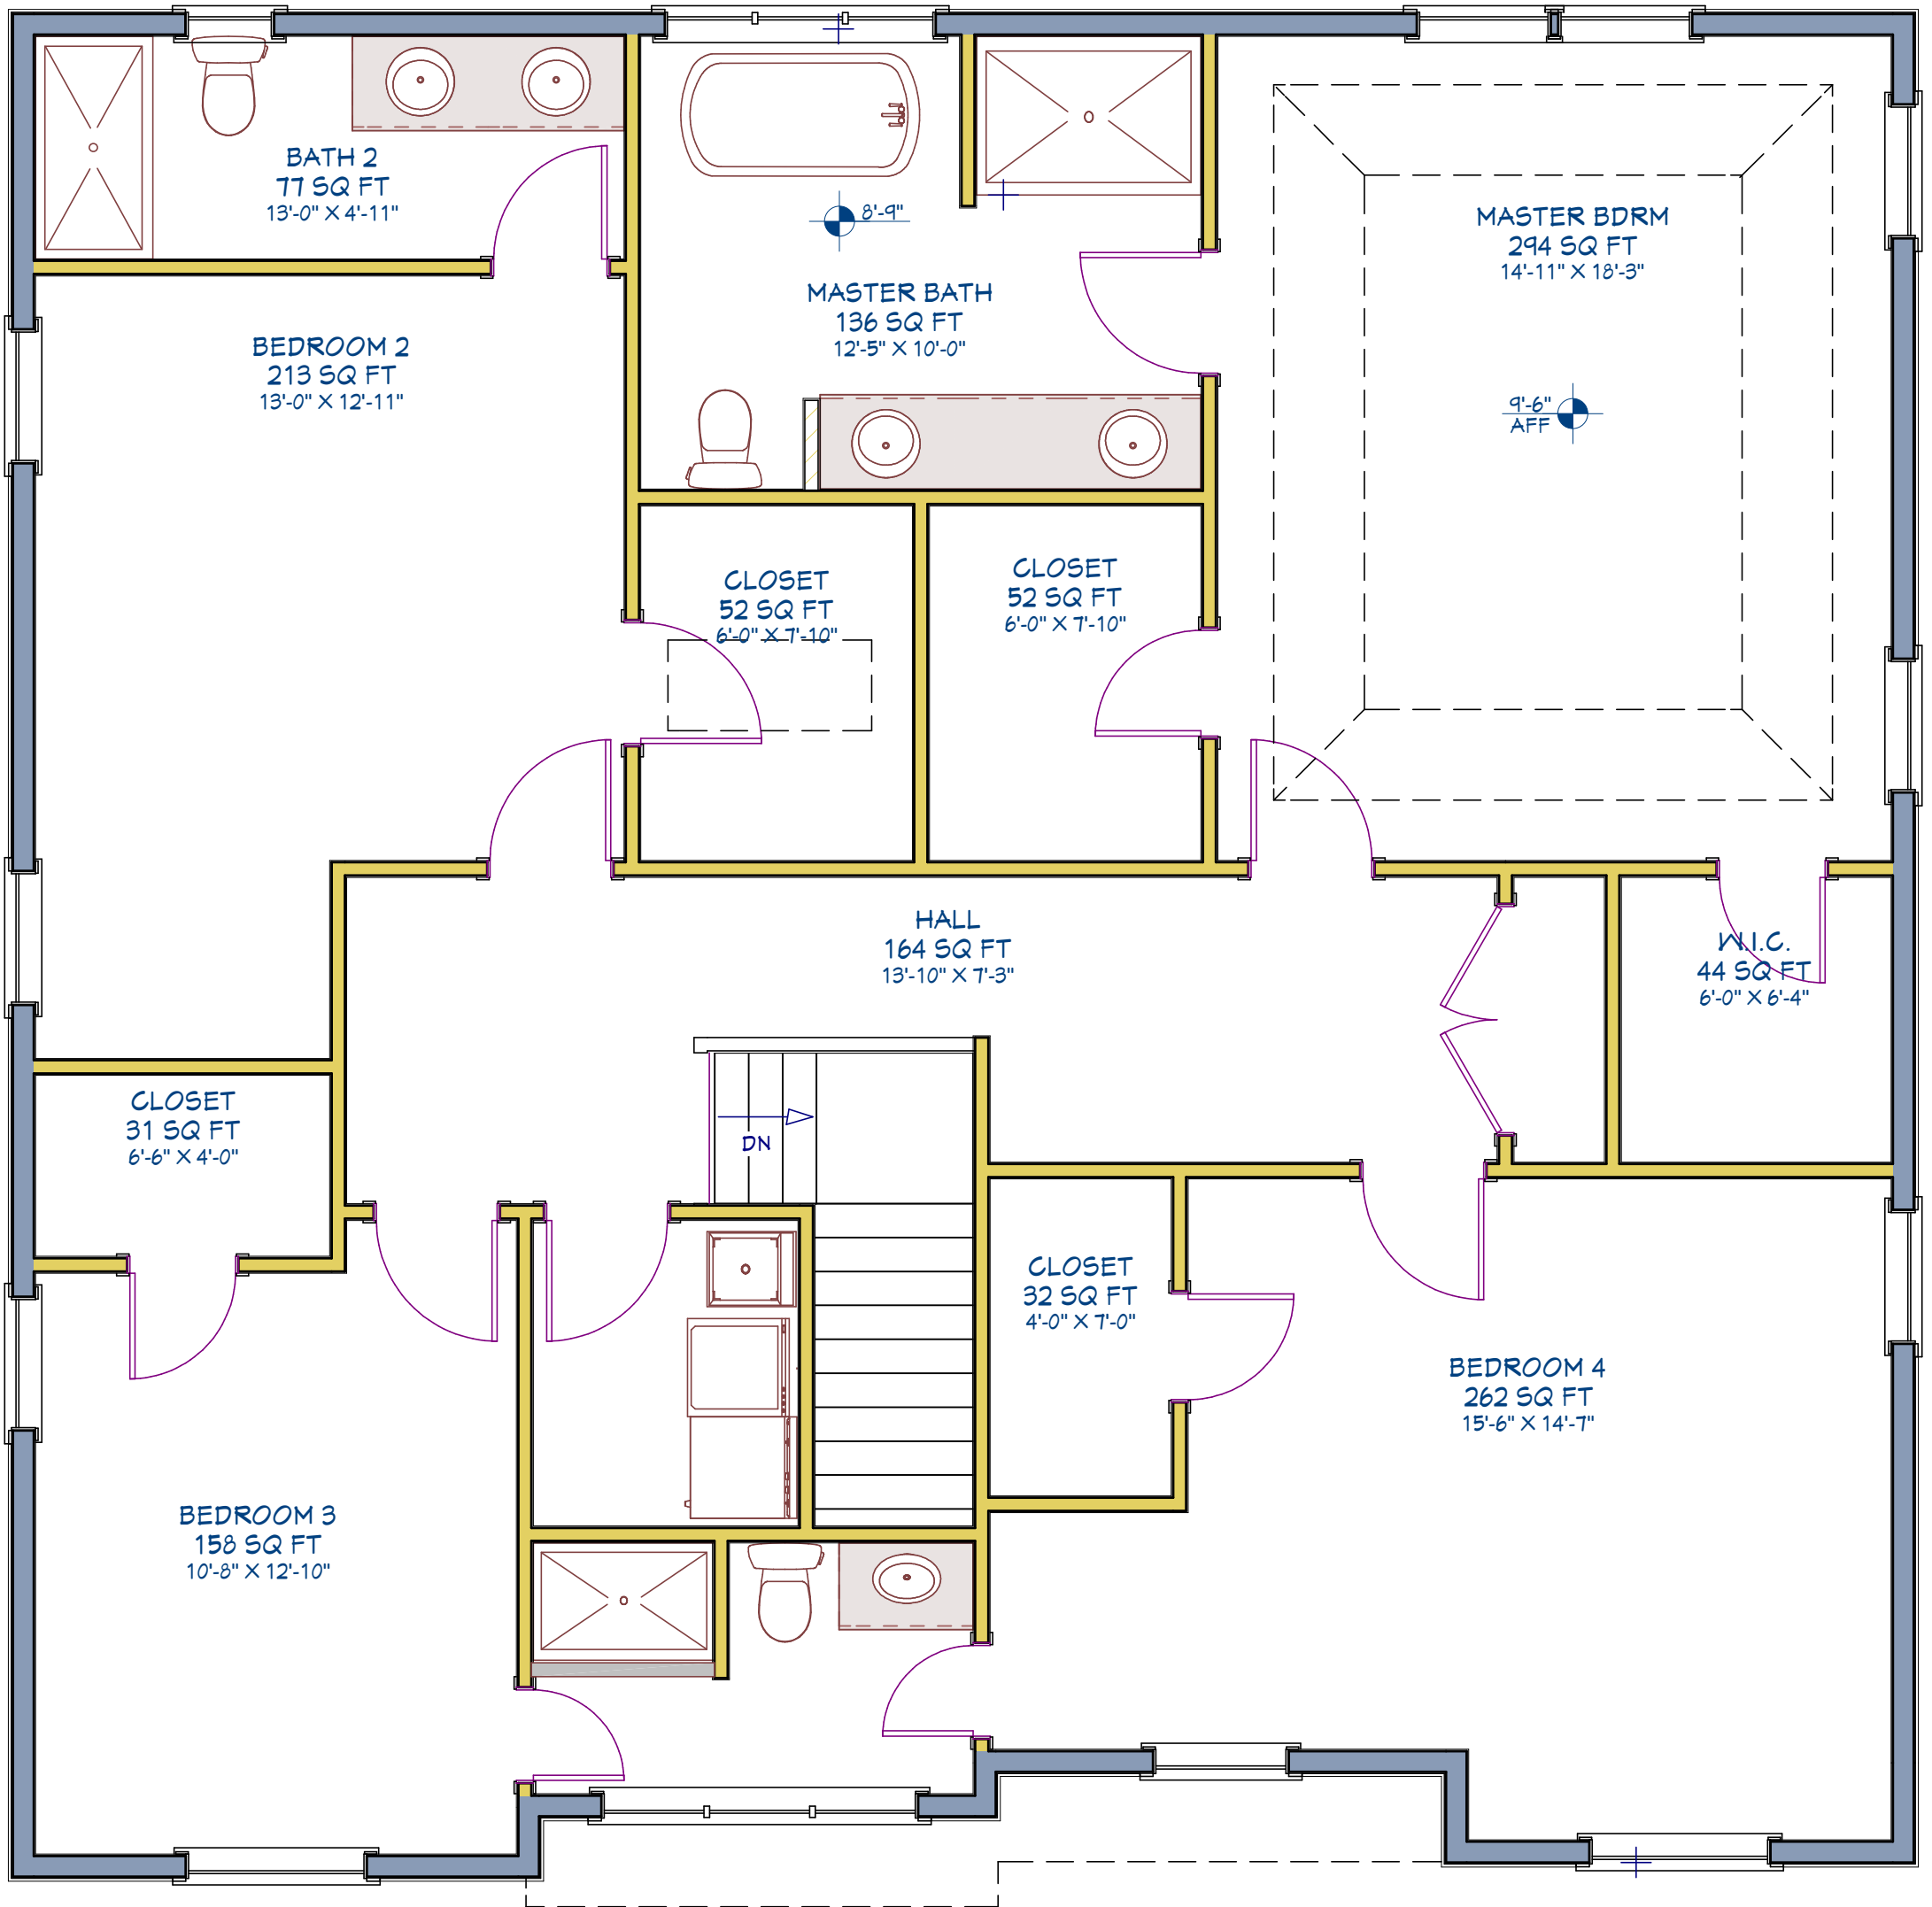 BATH 2
77 SQ FT
13'-0" X 4'-11"
8'-9"
MASTER BATH
136 SQ FT
12'-5" X 10'-0"
MASTER BDRM
294 SQ FT
14'-11" X 18'-3"
BEDROOM 2
213 SQ FT
13'-0" X 12'-11"
9'-6"
AFF
CLOSET
52 SQ FT
6'-0" X 7'-10"
CLOSET
52 SQ FT
6'-0" X 7'-10"
HALL
164 SQ FT
13'-10" X 7'-3"
W.I.C.
44 SQ FT
6'-0" X 6'-4"
CLOSET
31 SQ FT
6'-6" X 4'-0"
DN
CLOSET
32 SQ FT
4'-0" X 7'-0"
BEDROOM 4
262 SQ FT
15'-6" X 14'-7"
BEDROOM 3
158 SQ FT
10'-8" X 12'-10"